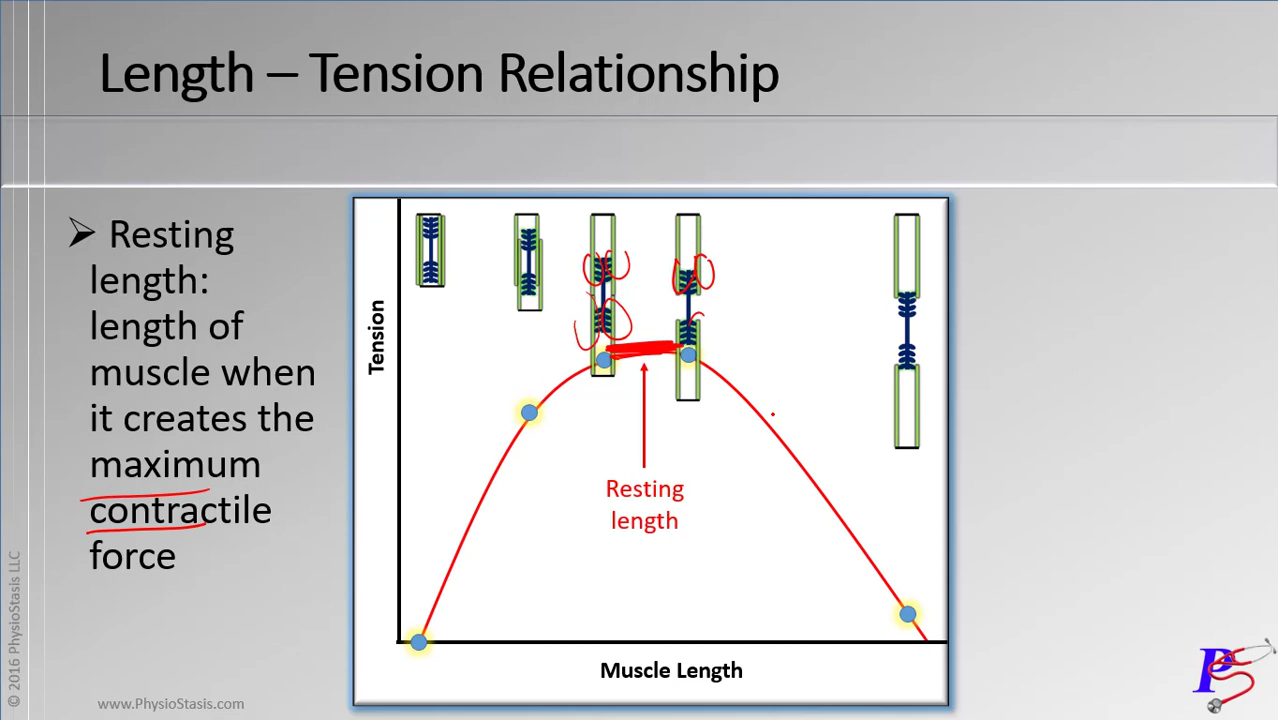 Length – Tension Relationship
➢ Resting
length:
length of
muscle when
it creates the
maximum
contractile
force
Tension
Resting
length
Muscle Length
© 2016 PhysioStasis LLC
www.PhysioStasis.com
PS